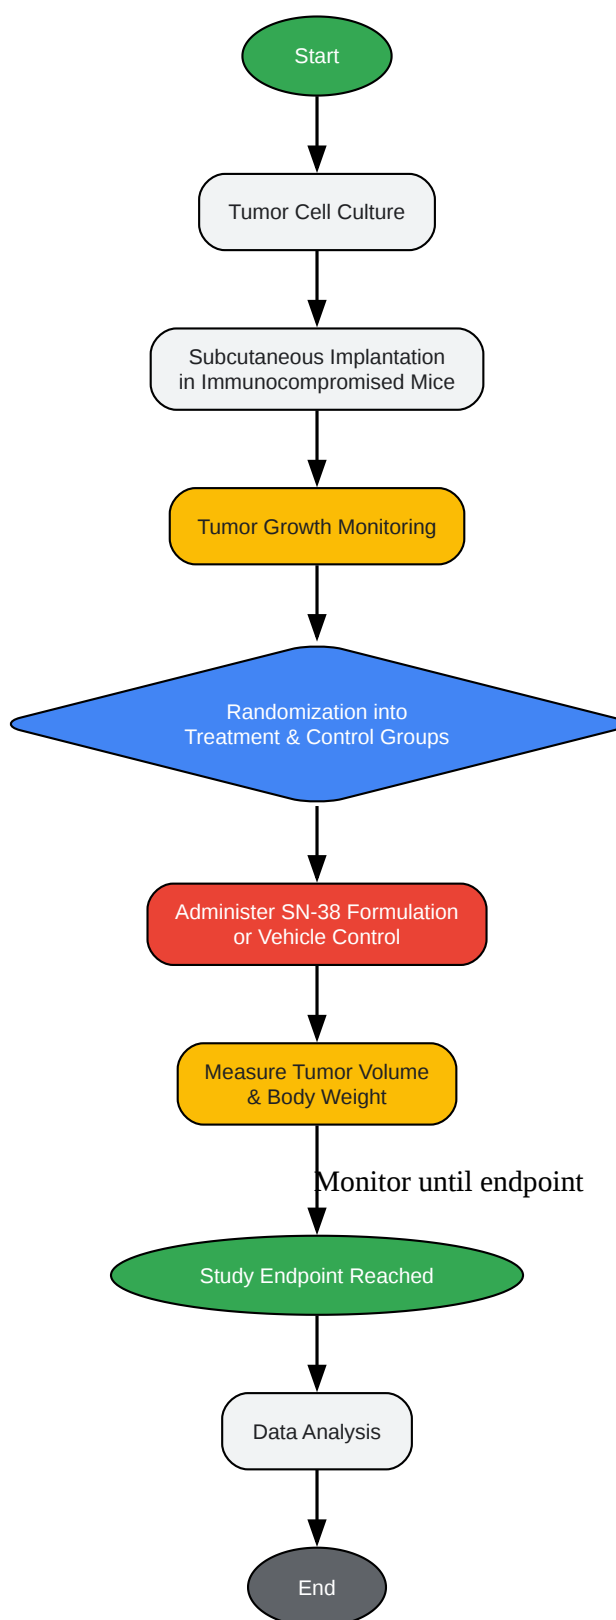 Start
Tumor Cell Culture
Subcutaneous Implantation
in Immunocompromised Mice
Tumor Growth Monitoring
Randomization into
Treatment & Control Groups
Administer SN-38 Formulation
or Vehicle Control
Measure Tumor Volume
& Body Weight
Monitor until endpoint
Study Endpoint Reached
Data Analysis
End